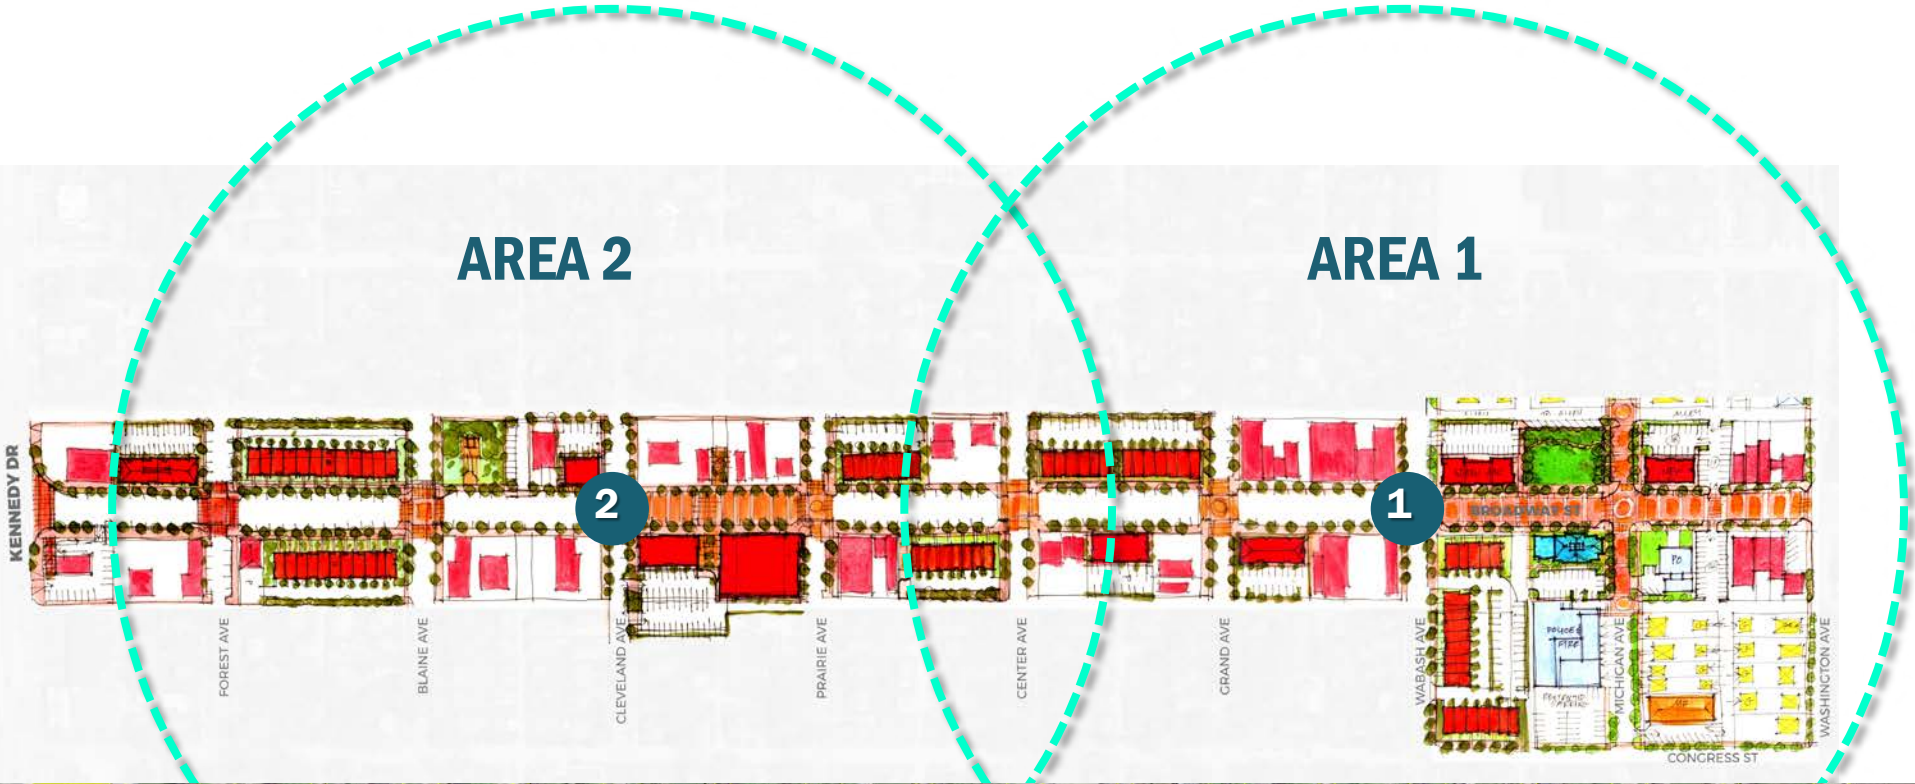 AREA 2
AREA 1
KENNEDY DR
2
1
BROADWAY ST
POLICE &
FIRE
PO
MF
FOREST AVE
BLAINE AVE
CLEVELAND AVE
PRAIRIE AVE
CENTER AVE
GRAND AVE
WABASH AVE
MICHIGAN AVE
WASHINGTON AVE
CONGRESS ST